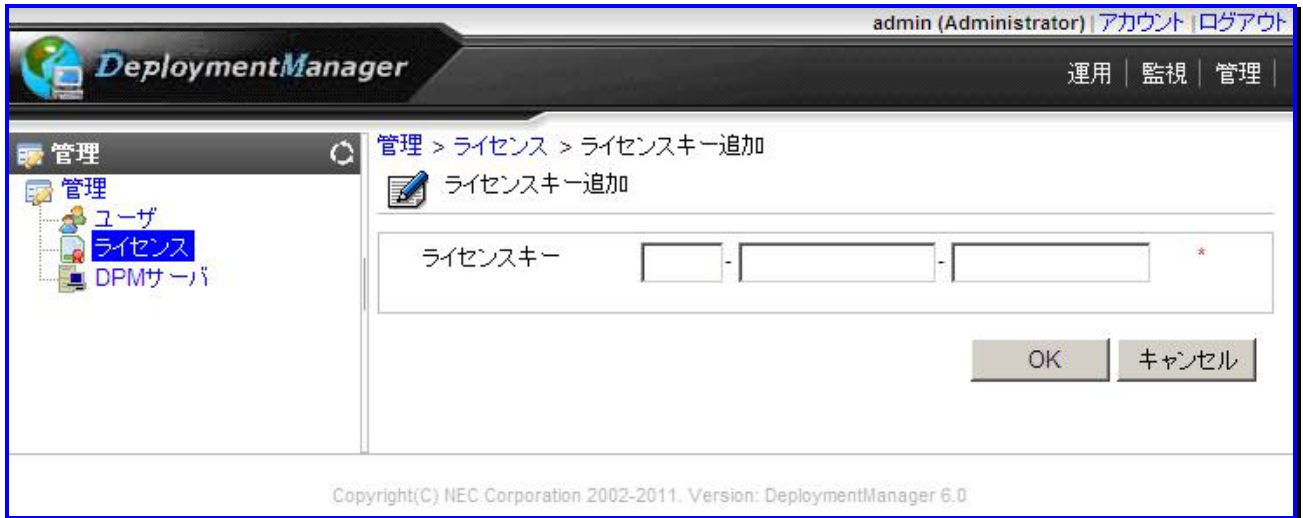 admin (Administrator) | アカウント | ログアウト
DeploymentManager
運用 | 監視 | 管理 |
管理
管理
ユーザ
ライセンス
DPMサーバ
管理 > ライセンス > ライセンスキー追加
ライセンスキー追加
ライセンスキー - - *
OK キャンセル
Copyright(C) NEC Corporation 2002-2011. Version: DeploymentManager 6.0